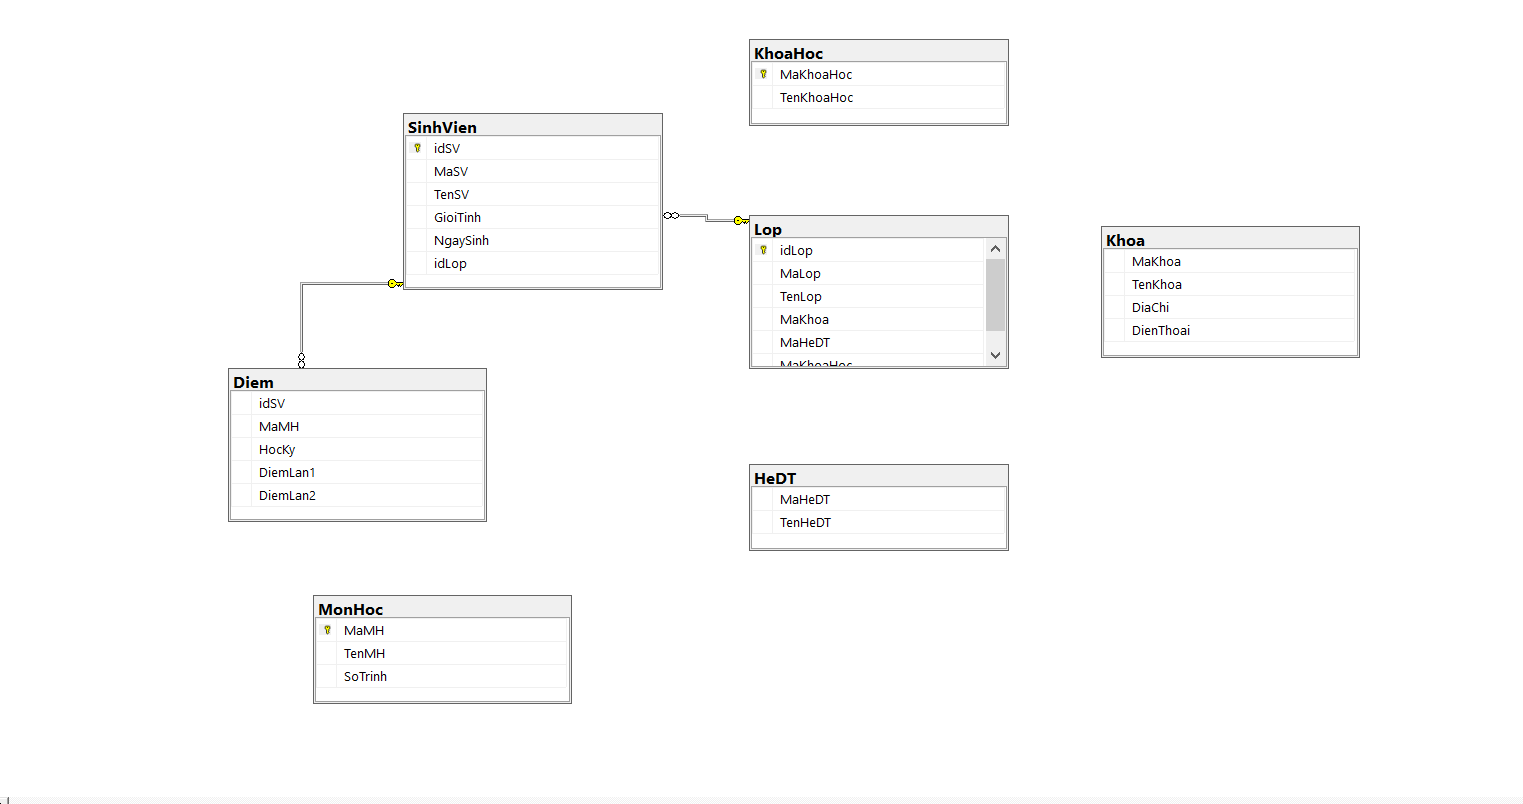 KhoaHoc
MaKhoaHoc
TenKhoaHoc
SinhVien
idSV
MaSV
TenSV
GioiTinh
NgaySinh
idLop
Lop
idLop
MaLop
TenLop
MaKhoa
MaHeDT
MaKhoaHoc
Khoa
MaKhoa
TenKhoa
DiaChi
DienThoai
Diem
idSV
MaMH
HocKy
DiemLan1
DiemLan2
HeDT
MaHeDT
TenHeDT
MonHoc
MaMH
TenMH
SoTrinh